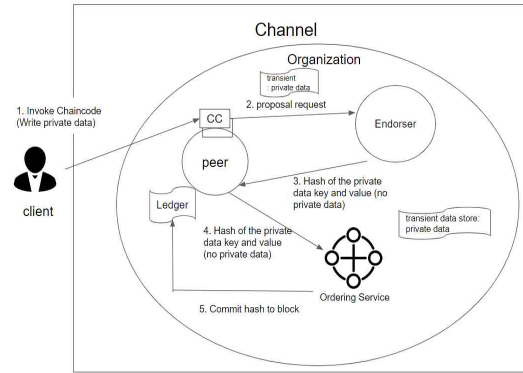 Channel
Organization
transient
: private data
1. Invoke Chaincode
(Write private data)
2. proposal request
CC
Endorser
peer
client
3. Hash of the private
data key and value (no
private data)
Ledger
transient data store:
private data
4. Hash of the private
data key and value
(no private data)
Ordering Service
5. Commit hash to block